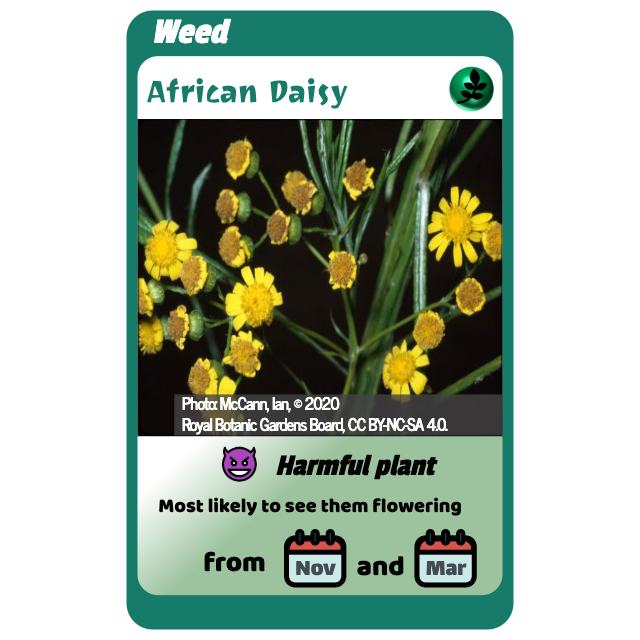 Weed
African Daisy
Photo: McCann, Ian, © 2020
Royal Botanic Gardens Board, CC BY-NC-SA 4.0.
Harmful plant
Most likely to see them flowering
from Nov and Mar